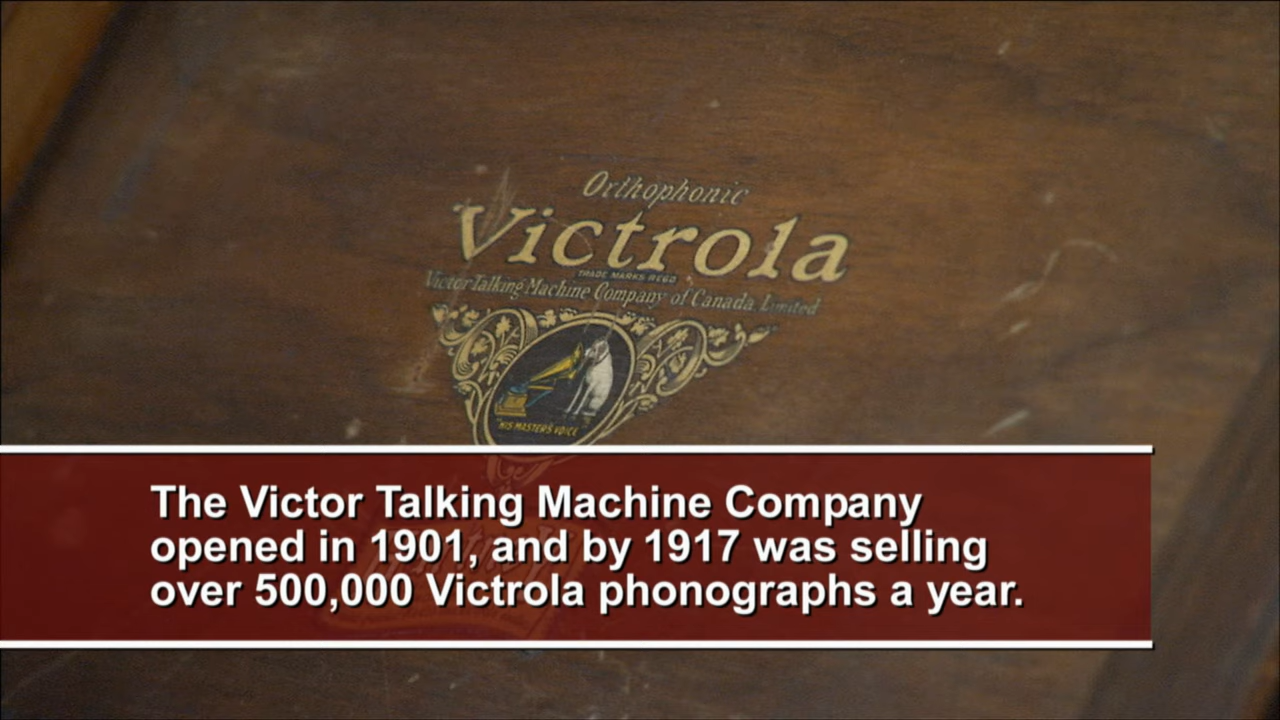 Orthophonic
Victrola
TRADE MARKS REGD
Victor Talking Machine Company of Canada, Limited
"HIS MASTER'S VOICE"
The Victor Talking Machine Company
opened in 1901, and by 1917 was selling
over 500,000 Victrola phonographs a year.